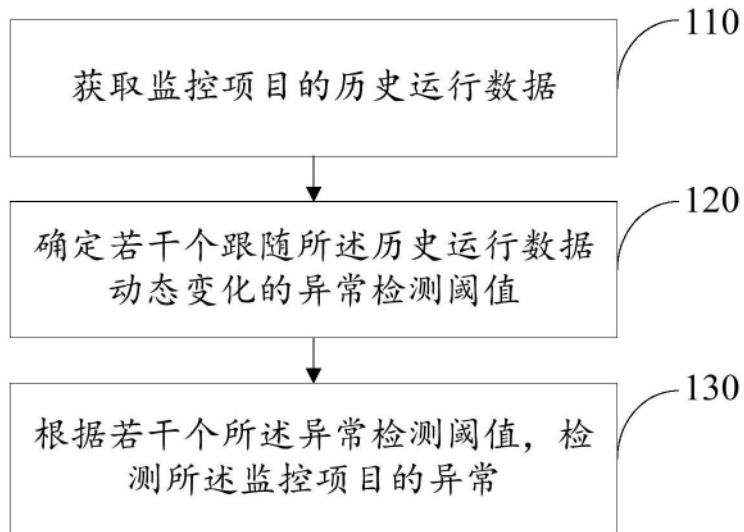 110
获取监控项目的历史运行数据
120
确定若干个跟随所述历史运行数据
动态变化的异常检测阈值
130
根据若干个所述异常检测阈值，检
测所述监控项目的异常